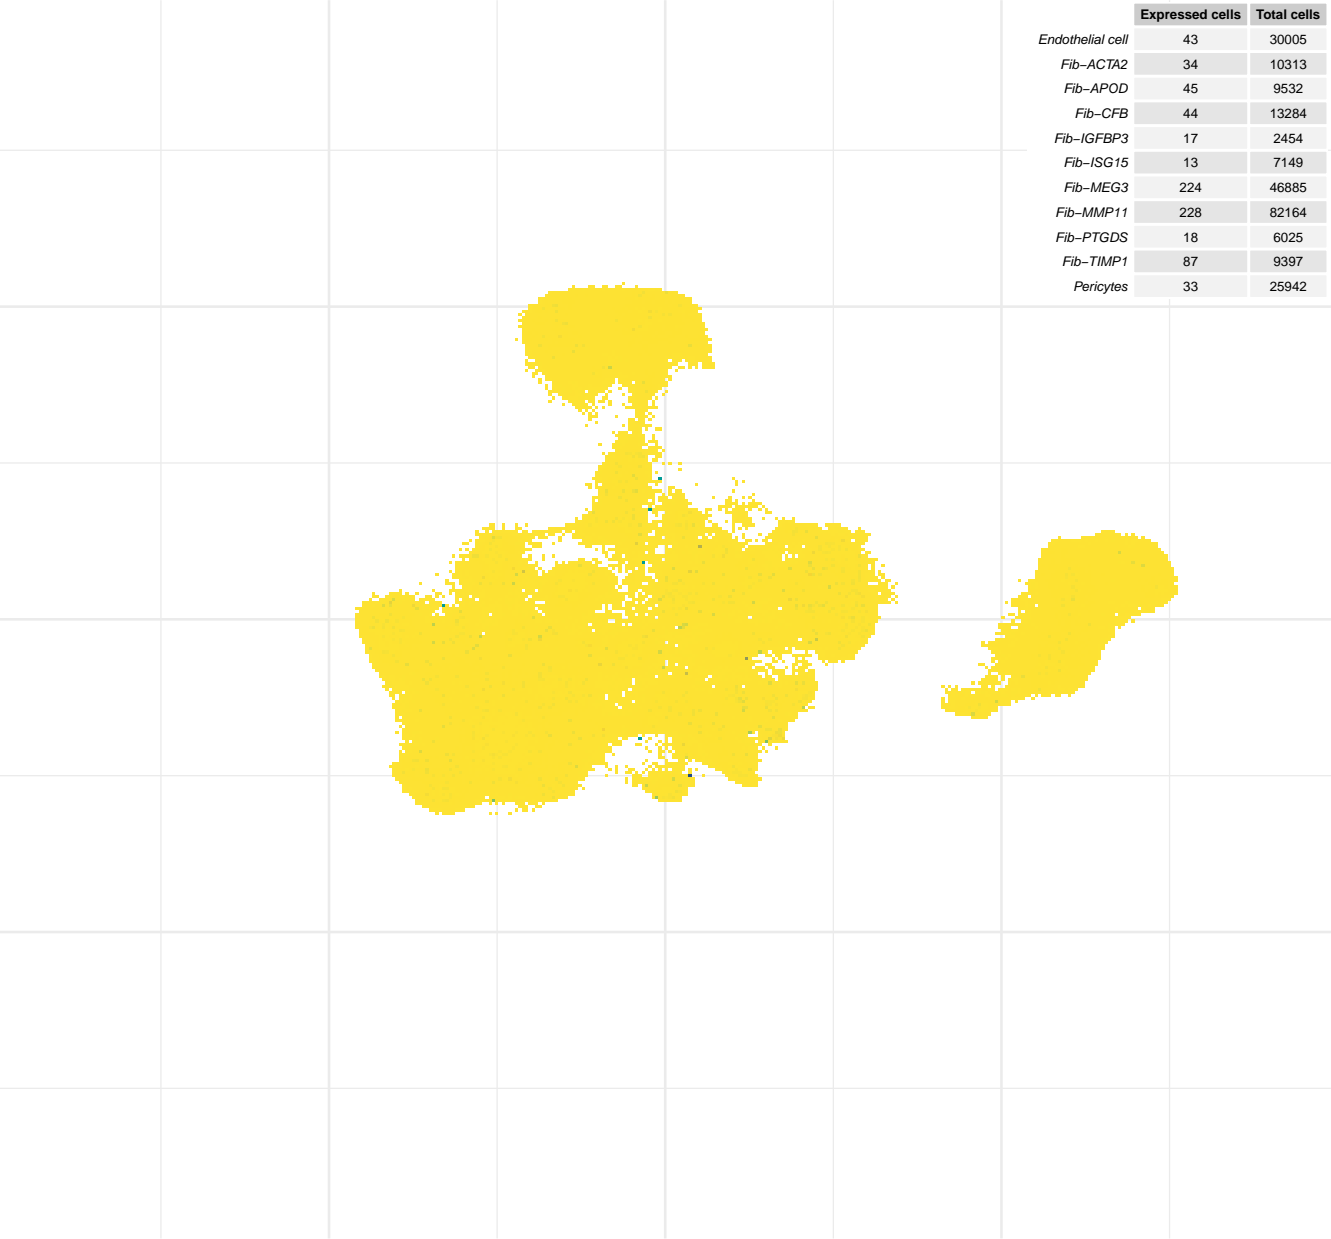 Expressed cells Total cells
Endothelial cell 43 30005
Fib−ACTA2 34 10313
Fib−APOD 45 9532
Fib−CFB 44 13284
Fib−IGFBP3 17 2454
Fib−ISG15 13 7149
Fib−MEG3 224 46885
Fib−MMP11 228 82164
Fib−PTGDS 18 6025
Fib−TIMP1 87 9397
Pericytes 33 25942